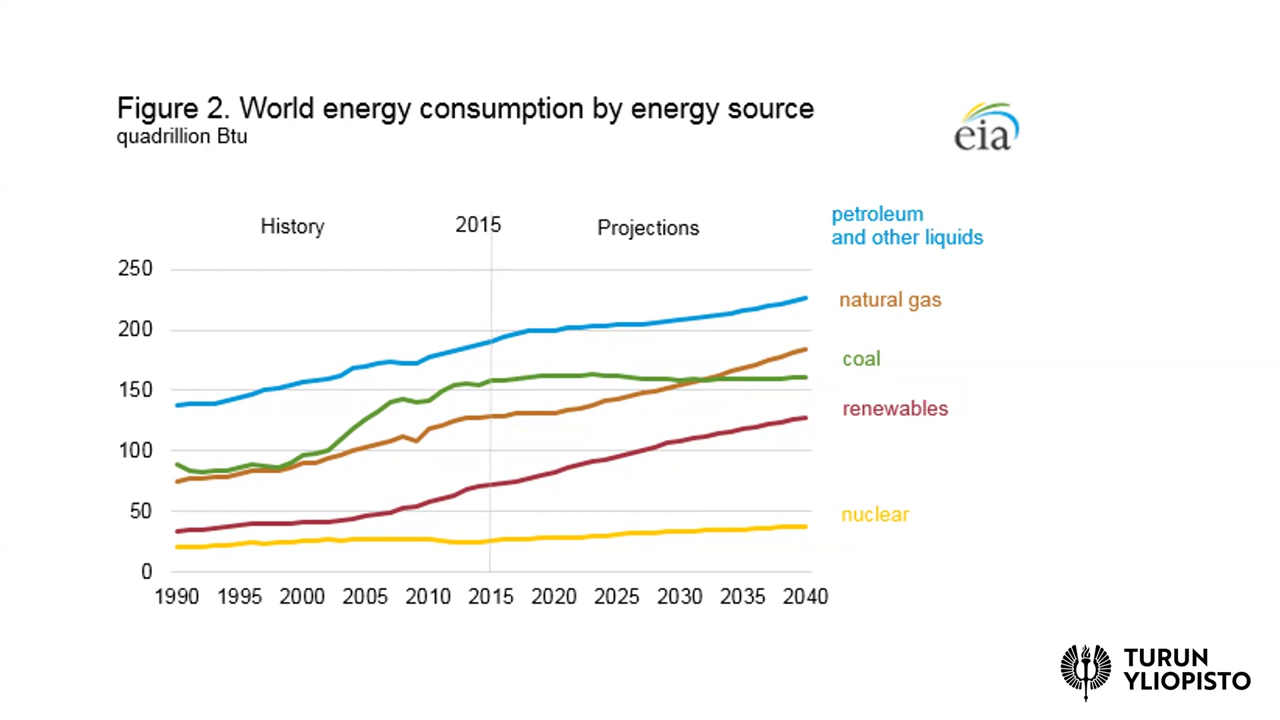 Figure 2. World energy consumption by energy source
quadrillion Btu
eia
History
2015
Projections
petroleum
and other liquids
natural gas
coal
renewables
nuclear
250
200
150
100
50
0
1990 1995 2000 2005 2010 2015 2020 2025 2030 2035 2040
TURUN
YLIOPISTO